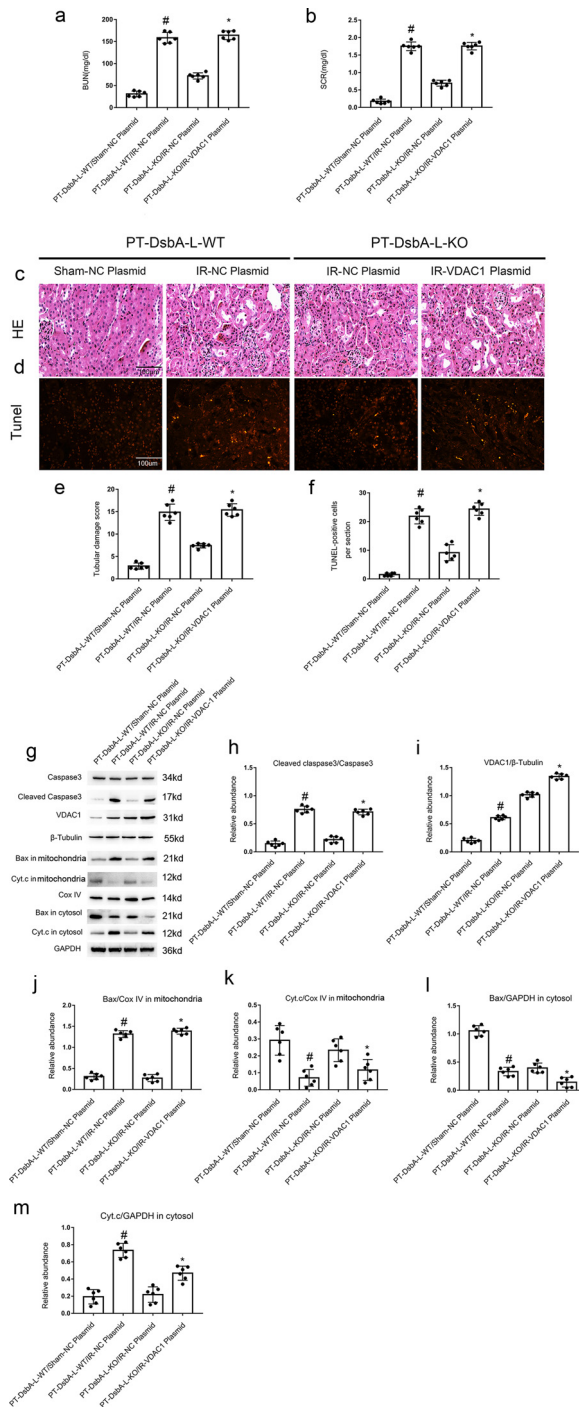 a
BUN(mg/dl)
200
150
100
50
0
#
*
PT-DsbA-L-WT/Sham-NC Plasmid
PT-DsbA-L-WT/IR-NC Plasmid
PT-DsbA-L-KO/IR-NC Plasmid
PT-DsbA-L-KO/IR-VDAC1 Plasmid
b
SCR(mg/dl)
2.5
2.0
1.5
1.0
0.5
0.0
#
*
PT-DsbA-L-WT/Sham-NC Plasmid
PT-DsbA-L-WT/IR-NC Plasmid
PT-DsbA-L-KO/IR-NC Plasmid
PT-DsbA-L-KO/IR-VDAC1 Plasmid
PT-DsbA-L-WT
PT-DsbA-L-KO
Sham-NC Plasmid
IR-NC Plasmid
IR-NC Plasmid
IR-VDAC1 Plasmid
c
HE
100um
d
Tunel
100um
e
Tubular damage score
20
15
10
5
0
#
*
PT-DsbA-L-WT/Sham-NC Plasmid
PT-DsbA-L-WT/IR-NC Plasmid
PT-DsbA-L-KO/IR-NC Plasmid
PT-DsbA-L-KO/IR-VDAC1 Plasmid
f
TUNEL-positive cells
per section
40
30
20
10
0
#
*
PT-DsbA-L-WT/Sham-NC Plasmid
PT-DsbA-L-WT/IR-NC Plasmid
PT-DsbA-L-KO/IR-NC Plasmid
PT-DsbA-L-KO/IR-VDAC1 Plasmid
g
PT-DsbA-L-WT/Sham-NC Plasmid
PT-DsbA-L-WT/IR-NC Plasmid
PT-DsbA-L-KO/IR-NC Plasmid
PT-DsbA-L-KO/IR-VDAC-1 Plasmid
Caspase3 34kd
Cleaved Caspase3 17kd
VDAC1 31kd
β-Tubulin 55kd
Bax in mitochondria 21kd
Cyt.c in mitochondria 12kd
Cox IV 14kd
Bax in cytosol 21kd
Cyt.c in cytosol 12kd
GAPDH 36kd
h
Cleaved claspase3/Caspase3
Relative abundance
1.5
1.0
0.5
0.0
#
*
PT-DsbA-L-WT/Sham-NC Plasmid
PT-DsbA-L-WT/IR-NC Plasmid
PT-DsbA-L-KO/IR-NC Plasmid
PT-DsbA-L-KO/IR-VDAC1 Plasmid
i
VDAC1/β-Tubulin
Relative abundance
1.5
1.0
0.5
0.0
#
*
PT-DsbA-L-WT/Sham-NC Plasmid
PT-DsbA-L-WT/IR-NC Plasmid
PT-DsbA-L-KO/IR-NC Plasmid
PT-DsbA-L-KO/IR-VDAC1 Plasmid
j
Bax/Cox IV in mitochondria
Relative abundance
2.0
1.5
1.0
0.5
0.0
#
*
PT-DsbA-L-WT/Sham-NC Plasmid
PT-DsbA-L-WT/IR-NC Plasmid
PT-DsbA-L-KO/IR-NC Plasmid
PT-DsbA-L-KO/IR-VDAC1 Plasmid
k
Cyt.c/Cox IV in mitochondria
Relative abundance
0.5
0.4
0.3
0.2
0.1
0.0
#
*
PT-DsbA-L-WT/Sham-NC Plasmid
PT-DsbA-L-WT/IR-NC Plasmid
PT-DsbA-L-KO/IR-NC Plasmid
PT-DsbA-L-KO/IR-VDAC1 Plasmid
l
Bax/GAPDH in cytosol
Relative abundance
1.5
1.0
0.5
0.0
#
*
PT-DsbA-L-WT/Sham-NC Plasmid
PT-DsbA-L-WT/IR-NC Plasmid
PT-DsbA-L-KO/IR-NC Plasmid
PT-DsbA-L-KO/IR-VDAC1 Plasmid
m
Cyt.c/GAPDH in cytosol
Relative abundance
1.0
0.8
0.6
0.4
0.2
0.0
#
*
PT-DsbA-L-WT/Sham-NC Plasmid
PT-DsbA-L-WT/IR-NC Plasmid
PT-DsbA-L-KO/IR-NC Plasmid
PT-DsbA-L-KO/IR-VDAC1 Plasmid